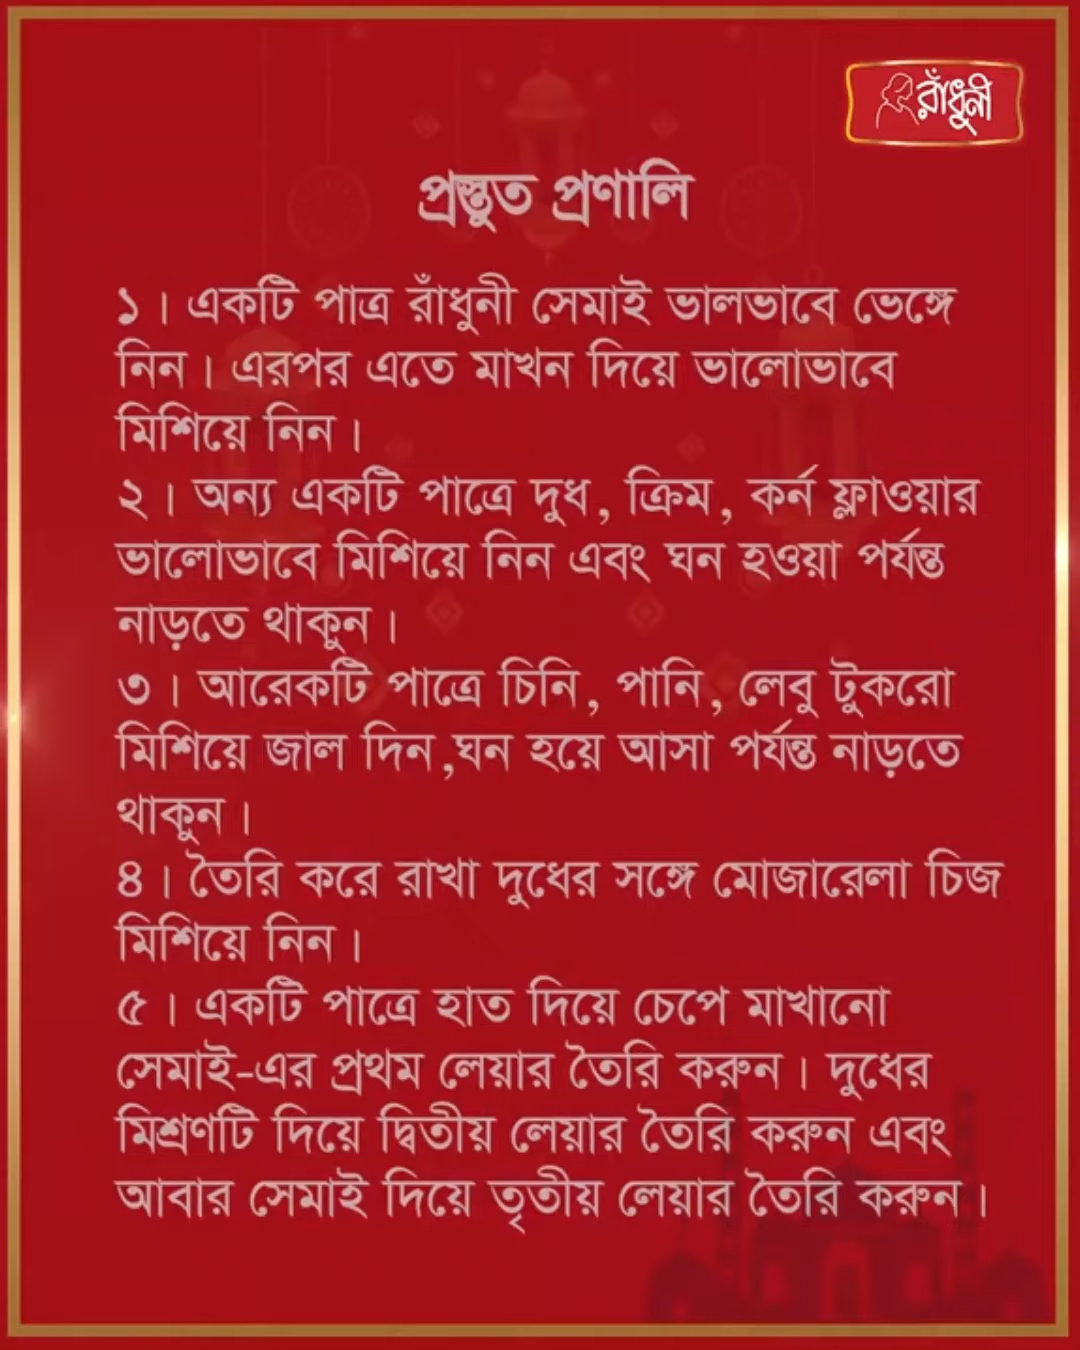 রাঁধুনী
প্রস্তুত প্রণালি
১। একটি পাত্র রাঁধুনী সেমাই ভালভাবে ভেঙ্গে
নিন। এরপর এতে মাখন দিয়ে ভালোভাবে
মিশিয়ে নিন।
২। অন্য একটি পাত্রে দুধ, ক্রিম, কর্ন ফ্লাওয়ার
ভালোভাবে মিশিয়ে নিন এবং ঘন হওয়া পর্যন্ত
নাড়তে থাকুন।
৩। আরেকটি পাত্রে চিনি, পানি, লেবু টুকরো
মিশিয়ে জাল দিন,ঘন হয়ে আসা পর্যন্ত নাড়তে
থাকুন।
৪। তৈরি করে রাখা দুধের সঙ্গে মোজারেলা চিজ
মিশিয়ে নিন।
৫। একটি পাত্রে হাত দিয়ে চেপে মাখানো
সেমাই-এর প্রথম লেয়ার তৈরি করুন। দুধের
মিশ্রণটি দিয়ে দ্বিতীয় লেয়ার তৈরি করুন এবং
আবার সেমাই দিয়ে তৃতীয় লেয়ার তৈরি করুন।